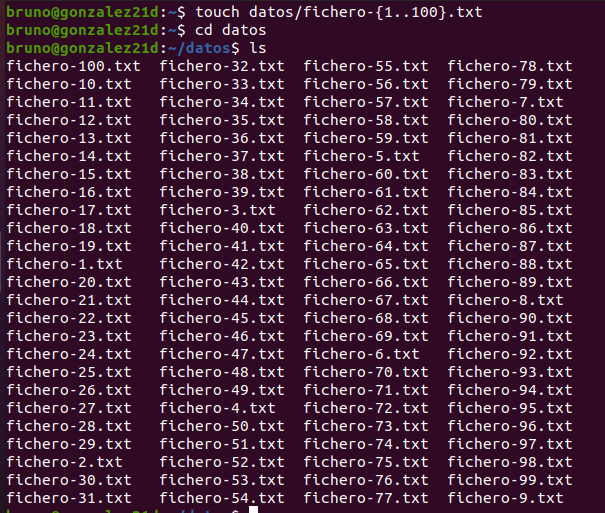 bruno@gonzalez21d:~$ touch datos/fichero-{1..100}.txt
bruno@gonzalez21d:~$ cd datos
bruno@gonzalez21d:~/datos$ ls
fichero-100.txt  fichero-32.txt  fichero-55.txt  fichero-78.txt
fichero-10.txt   fichero-33.txt  fichero-56.txt  fichero-79.txt
fichero-11.txt   fichero-34.txt  fichero-57.txt  fichero-7.txt
fichero-12.txt   fichero-35.txt  fichero-58.txt  fichero-80.txt
fichero-13.txt   fichero-36.txt  fichero-59.txt  fichero-81.txt
fichero-14.txt   fichero-37.txt  fichero-5.txt   fichero-82.txt
fichero-15.txt   fichero-38.txt  fichero-60.txt  fichero-83.txt
fichero-16.txt   fichero-39.txt  fichero-61.txt  fichero-84.txt
fichero-17.txt   fichero-3.txt   fichero-62.txt  fichero-85.txt
fichero-18.txt   fichero-40.txt  fichero-63.txt  fichero-86.txt
fichero-19.txt   fichero-41.txt  fichero-64.txt  fichero-87.txt
fichero-1.txt    fichero-42.txt  fichero-65.txt  fichero-88.txt
fichero-20.txt   fichero-43.txt  fichero-66.txt  fichero-89.txt
fichero-21.txt   fichero-44.txt  fichero-67.txt  fichero-8.txt
fichero-22.txt   fichero-45.txt  fichero-68.txt  fichero-90.txt
fichero-23.txt   fichero-46.txt  fichero-69.txt  fichero-91.txt
fichero-24.txt   fichero-47.txt  fichero-6.txt   fichero-92.txt
fichero-25.txt   fichero-48.txt  fichero-70.txt  fichero-93.txt
fichero-26.txt   fichero-49.txt  fichero-71.txt  fichero-94.txt
fichero-27.txt   fichero-4.txt   fichero-72.txt  fichero-95.txt
fichero-28.txt   fichero-50.txt  fichero-73.txt  fichero-96.txt
fichero-29.txt   fichero-51.txt  fichero-74.txt  fichero-97.txt
fichero-2.txt    fichero-52.txt  fichero-75.txt  fichero-98.txt
fichero-30.txt   fichero-53.txt  fichero-76.txt  fichero-99.txt
fichero-31.txt   fichero-54.txt  fichero-77.txt  fichero-9.txt
bruno@gonzalez21d:~/datos$